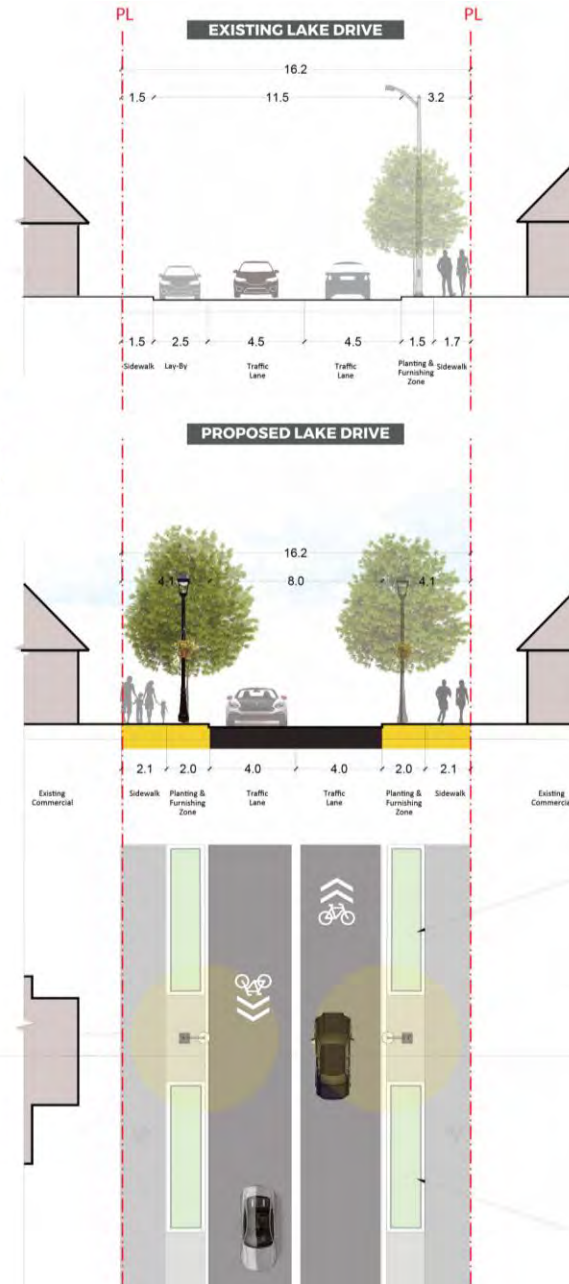 PL PL
EXISTING LAKE DRIVE
16.2
1.5 11.5 3.2
1.5 2.5 4.5 4.5 1.5 1.7
Sidewalk Lay-By Traffic Lane Traffic Lane Planting & Furnishing Zone Sidewalk
PROPOSED LAKE DRIVE
16.2
4.1 8.0 4.1
2.1 2.0 4.0 4.0 2.0 2.1
Existing Commercial Sidewalk Planting & Furnishing Zone Traffic Lane Traffic Lane Planting & Furnishing Zone Sidewalk Existing Commercia